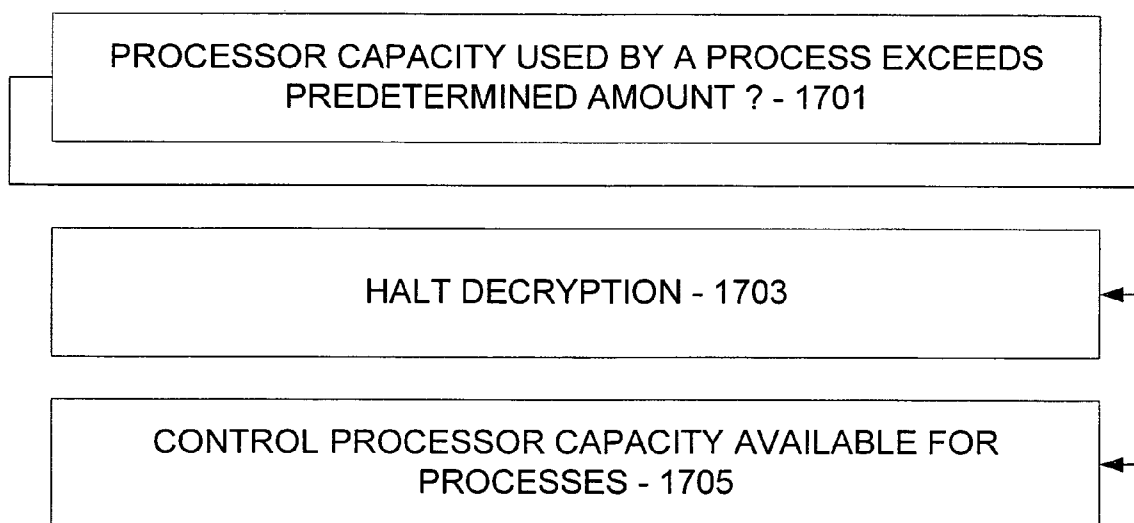 PROCESSOR CAPACITY USED BY A PROCESS EXCEEDS
PREDETERMINED AMOUNT ? - 1701
HALT DECRYPTION - 1703
CONTROL PROCESSOR CAPACITY AVAILABLE FOR
PROCESSES - 1705